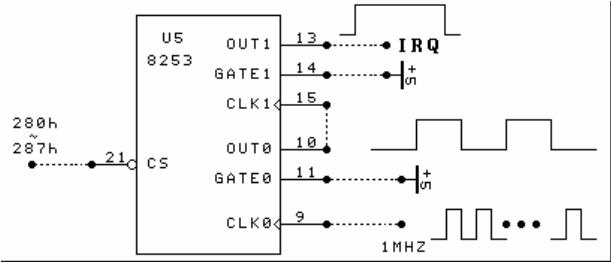 U5
8253
OUT1 13 IRQ
GATE1 14 +5
CLK1 15
OUT0 10
GATE0 11 +5
CLK0 9
1MHZ
280h
~
287h
21 CS